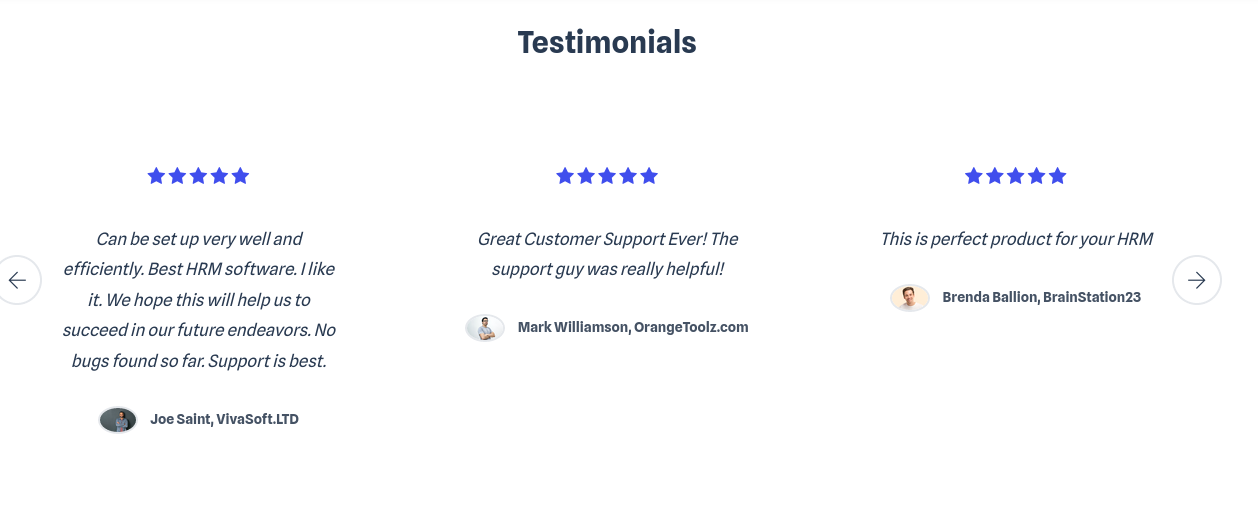 Testimonials
Can be set up very well and
efficiently. Best HRM software. I like
it. We hope this will help us to
succeed in our future endeavors. No
bugs found so far. Support is best.
Joe Saint, VivaSoft.LTD
Great Customer Support Ever! The
support guy was really helpful!
Mark Williamson, OrangeToolz.com
This is perfect product for your HRM
Brenda Ballion, BrainStation23